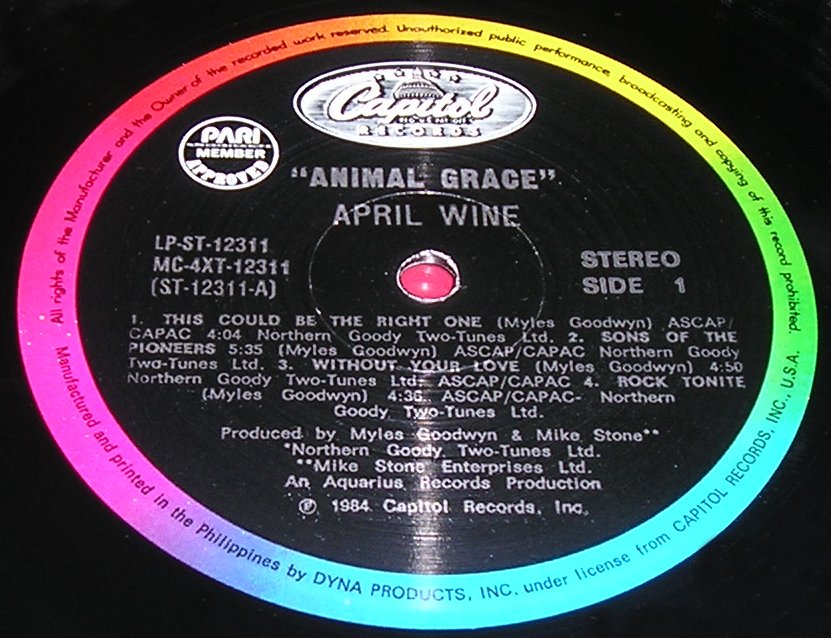 All rights of the Manufacturer and the Owner of the recorded work reserved. Unauthorized public performance, broadcasting and copying of this record prohibited.
Capitol
RECORDS
PARI
MEMBER
APPROVED
"ANIMAL GRACE"
APRIL WINE
LP-ST-12311
MC-4XT-12311
(ST-12311-A)
STEREO
SIDE 1
1. THIS COULD BE THE RIGHT ONE (Myles Goodwyn) ASCAP/
CAPAC 4:04 Northern Goody Two-Tunes Ltd. 2. SONS OF THE
PIONEERS 5:35 (Myles Goodwyn) ASCAP/CAPAC Northern Goody
Two-Tunes Ltd. 3. WITHOUT YOUR LOVE (Myles Goodwyn) 4:50
Northern Goody Two-Tunes Ltd. ASCAP/CAPAC 4. ROCK TONITE
(Myles Goodwyn) 4:36 ASCAP/CAPAC- Northern
Goody Two-Tunes Ltd.
Produced by Myles Goodwyn & Mike Stone**
*Northern Goody Two-Tunes Ltd.
**Mike Stone Enterprises Ltd.
An Aquarius Records Production
℗ 1984 Capitol Records, Inc.
Manufactured and printed in the Philippines by DYNA PRODUCTS, INC. under license from CAPITOL RECORDS, INC., U.S.A.